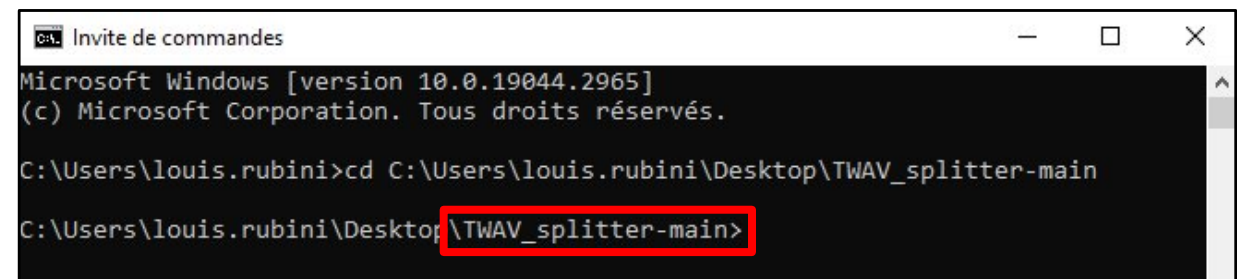 Invite de commandes
Microsoft Windows [version 10.0.19044.2965]
(c) Microsoft Corporation. Tous droits réservés.
C:\Users\louis.rubini>cd C:\Users\louis.rubini\Desktop\TWAV_splitter-main
C:\Users\louis.rubini\Desktop\TWAV_splitter-main>